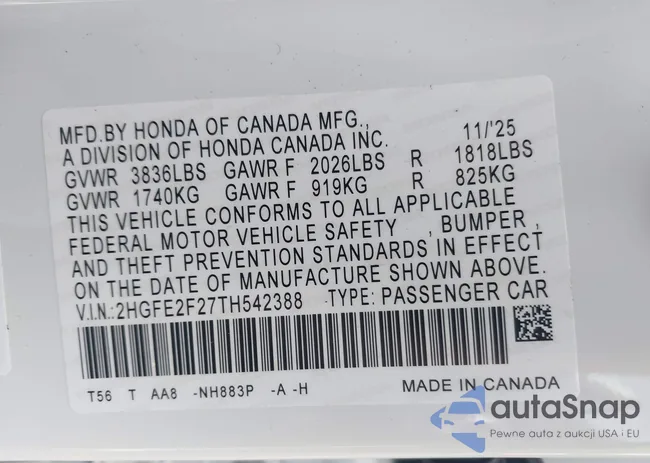 MFD.BY HONDA OF CANADA MFG., 11/'25
A DIVISION OF HONDA CANADA INC.
GVWR 3836LBS GAWR F 2026LBS R 1818LBS
GVWR 1740KG GAWR F 919KG R 825KG
THIS VEHICLE CONFORMS TO ALL APPLICABLE
FEDERAL MOTOR VEHICLE SAFETY , BUMPER ,
AND THEFT PREVENTION STANDARDS IN EFFECT
ON THE DATE OF MANUFACTURE SHOWN ABOVE.
V.I.N.:2HGFE2F27TH542388 TYPE: PASSENGER CAR
T56 T AA8 -NH883P -A -H MADE IN CANADA
autaSnap
Pewne auta z aukcji USA i EU